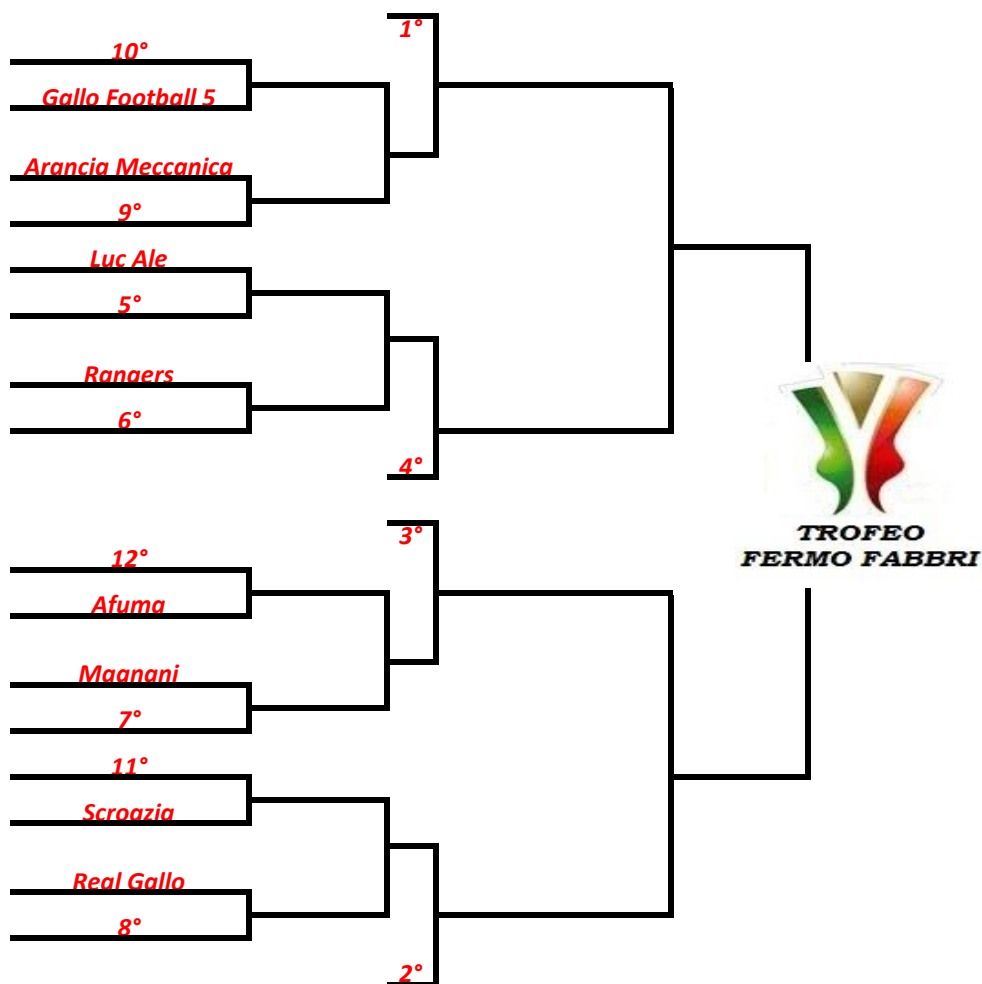 1°
10°
Gallo Football 5
Arancia Meccanica
9°
Luc Ale
5°
Rangers
6°
4°
TROFEO
FERMO FABBRI
3°
12°
Afuma
Magnani
7°
11°
Scroazia
Real Gallo
8°
2°